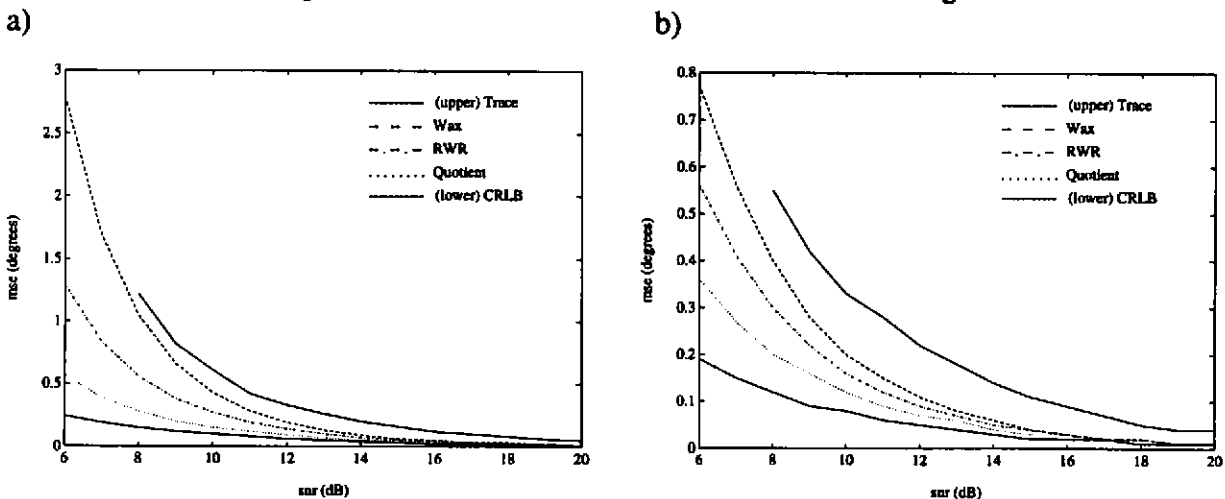 a)
3
2.5
2
1.5
1
0.5
0
mse (degrees)
6
8
10
12
14
16
18
20
snr (dB)
(upper) Trace
Wax
RWR
Quotient
(lower) CRLB
b)
0.8
0.7
0.6
0.5
0.4
0.3
0.2
0.1
0
mse (degrees)
6
8
10
12
14
16
18
20
snr (dB)
(upper) Trace
Wax
RWR
Quotient
(lower) CRLB